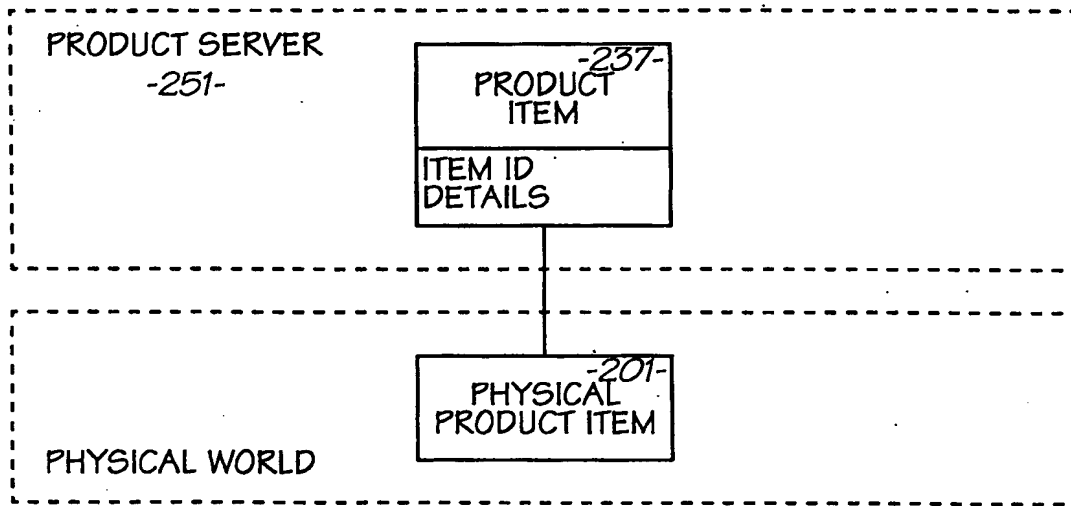 PRODUCT SERVER
-251-
-237-
PRODUCT
ITEM
ITEM ID
DETAILS
-201-
PHYSICAL
PRODUCT ITEM
PHYSICAL WORLD